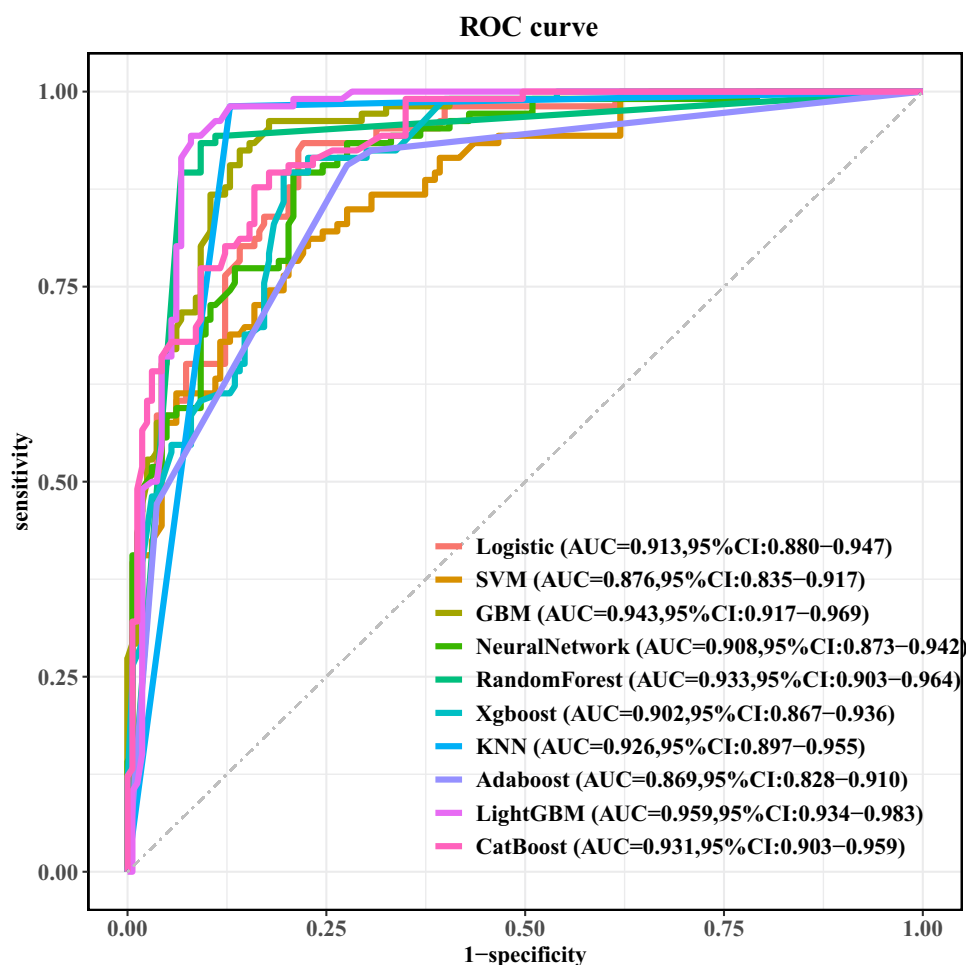 ROC curve
1.00
0.75
0.50
0.25
0.00
sensitivity
Logistic (AUC=0.913,95%CI:0.880−0.947)
SVM (AUC=0.876,95%CI:0.835−0.917)
GBM (AUC=0.943,95%CI:0.917−0.969)
NeuralNetwork (AUC=0.908,95%CI:0.873−0.942)
RandomForest (AUC=0.933,95%CI:0.903−0.964)
Xgboost (AUC=0.902,95%CI:0.867−0.936)
KNN (AUC=0.926,95%CI:0.897−0.955)
Adaboost (AUC=0.869,95%CI:0.828−0.910)
LightGBM (AUC=0.959,95%CI:0.934−0.983)
CatBoost (AUC=0.931,95%CI:0.903−0.959)
0.00 0.25 0.50 0.75 1.00
1−specificity